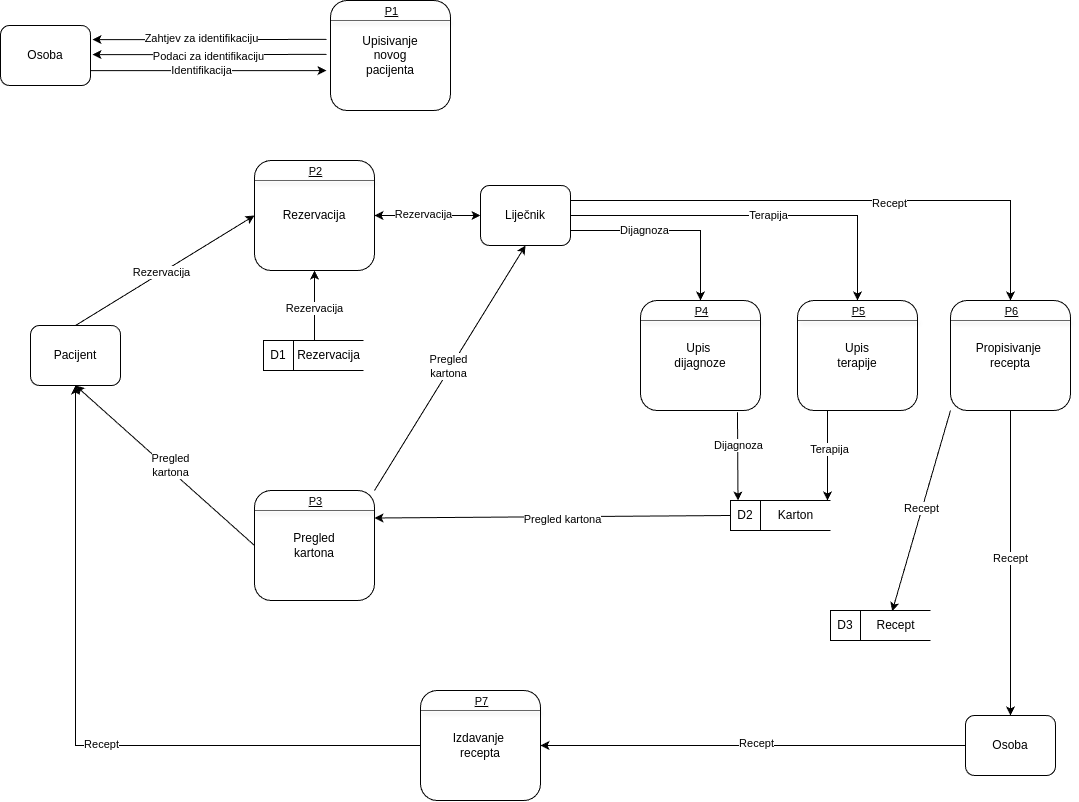 P1
Zahtjev za identifikaciju
Osoba
Upisivanje
novog
pacijenta
Podaci za identifikaciju
Identifikacija
P2
Rezervacija
Rezervacija
Liječnik
Recept
Terapija
Dijagnoza
Rezervacija
Rezervacija
D1
Rezervacija
Pacijent
P4
Upis
dijagnoze
P5
Upis
terapije
P6
Propisivanje
recepta
Pregled
kartona
Pregled
kartona
Dijagnoza
Terapija
P3
Pregled
kartona
Pregled kartona
D2
Karton
Recept
Recept
D3
Recept
P7
Izdavanje
recepta
Recept
Recept
Osoba